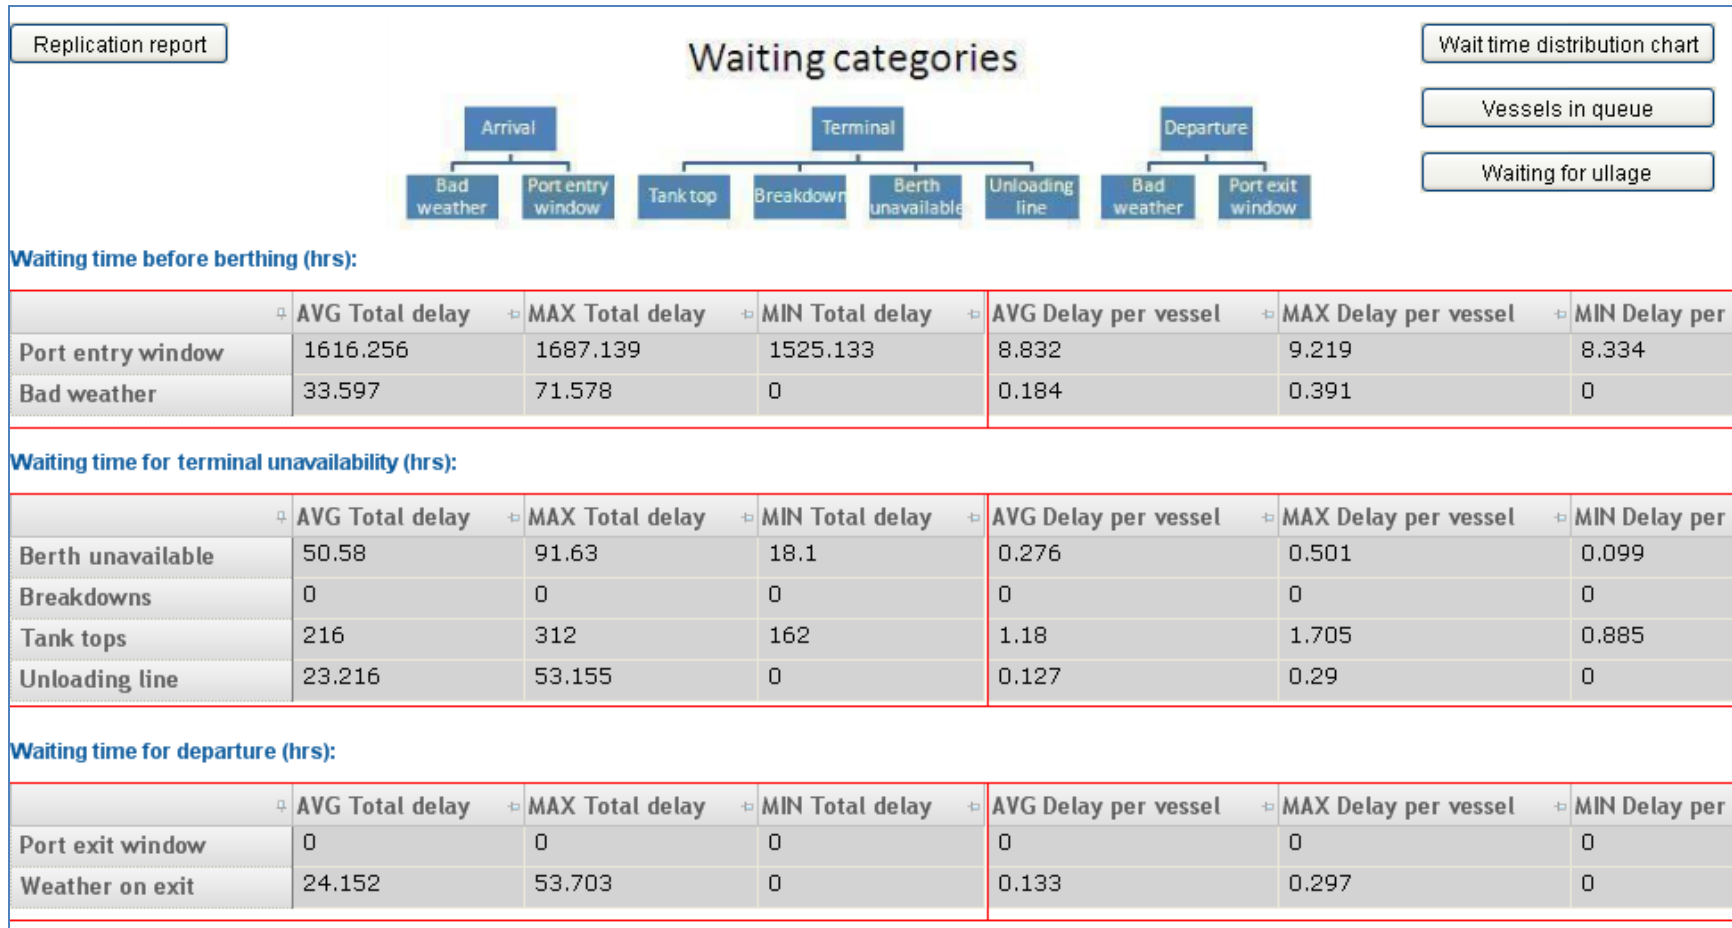 Replication report
Waiting categories
Wait time distribution chart
Vessels in queue
Waiting for ullage
Arrival Terminal Departure
Bad weather Port entry window Tank top Breakdown Berth unavailable Unloading line Bad weather Port exit window
Waiting time before berthing (hrs):
AVG Total delay MAX Total delay MIN Total delay AVG Delay per vessel MAX Delay per vessel MIN Delay per
Port entry window 1616.256 1687.139 1525.133 8.832 9.219 8.334
Bad weather 33.597 71.578 0 0.184 0.391 0
Waiting time for terminal unavailability (hrs):
AVG Total delay MAX Total delay MIN Total delay AVG Delay per vessel MAX Delay per vessel MIN Delay per
Berth unavailable 50.58 91.63 18.1 0.276 0.501 0.099
Breakdowns 0 0 0 0 0 0
Tank tops 216 312 162 1.18 1.705 0.885
Unloading line 23.216 53.155 0 0.127 0.29 0
Waiting time for departure (hrs):
AVG Total delay MAX Total delay MIN Total delay AVG Delay per vessel MAX Delay per vessel MIN Delay per
Port exit window 0 0 0 0 0 0
Weather on exit 24.152 53.703 0 0.133 0.297 0